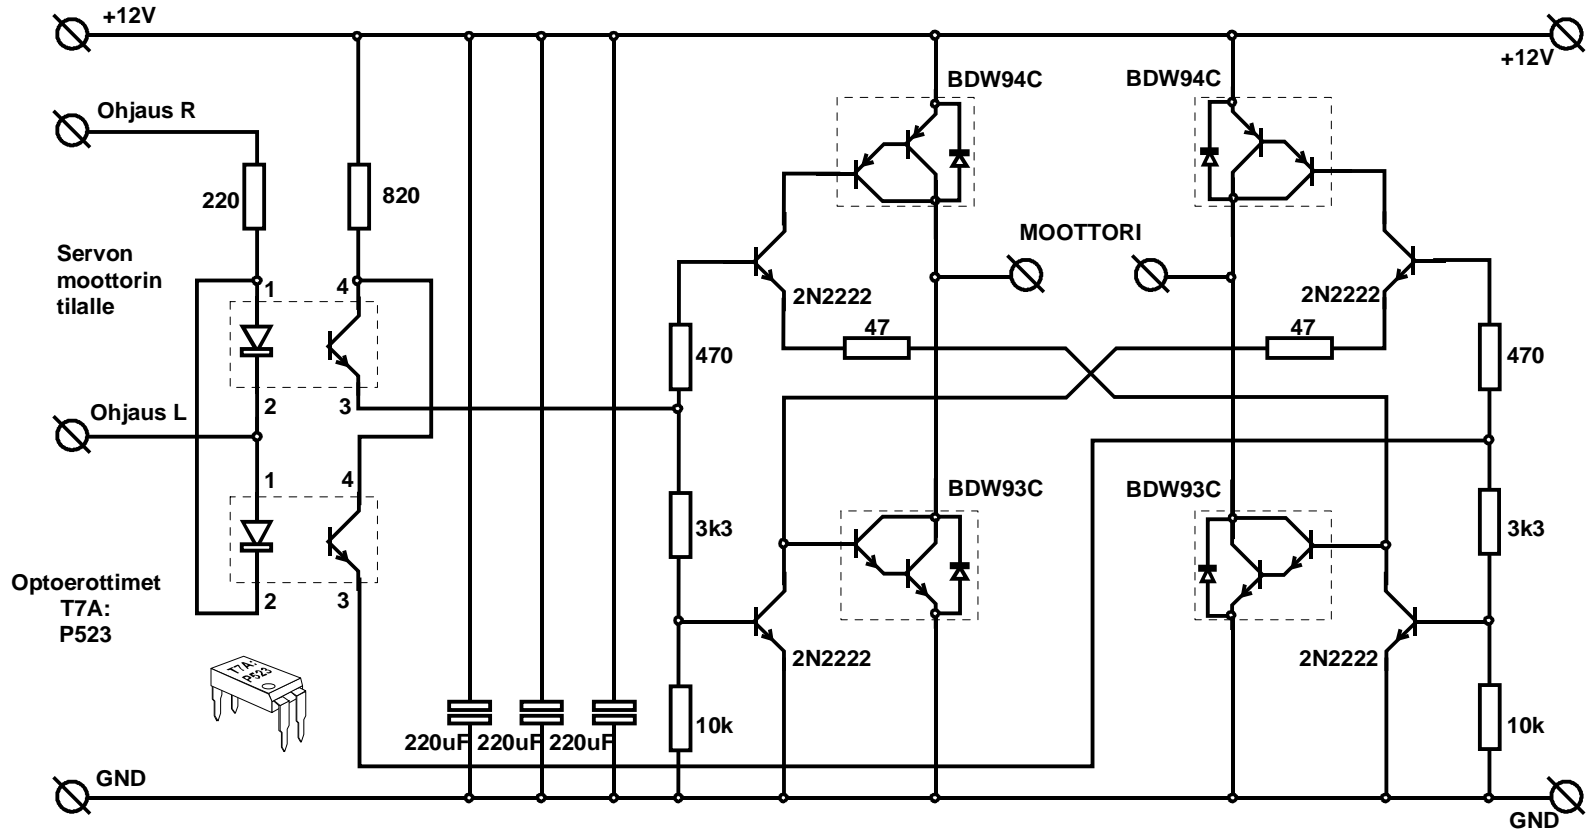 +12V
+12V
BDW94C
BDW94C
Ohjaus R
220
820
MOOTTORI
Servon
moottorin
tilalle
1
4
2N2222
2N2222
47
47
470
470
2
3
Ohjaus L
1
4
BDW93C
BDW93C
3k3
3k3
Optoerottimet
T7A:
P523
2
3
2N2222
2N2222
T7A:
P523
10k
10k
220uF
220uF
220uF
GND
GND